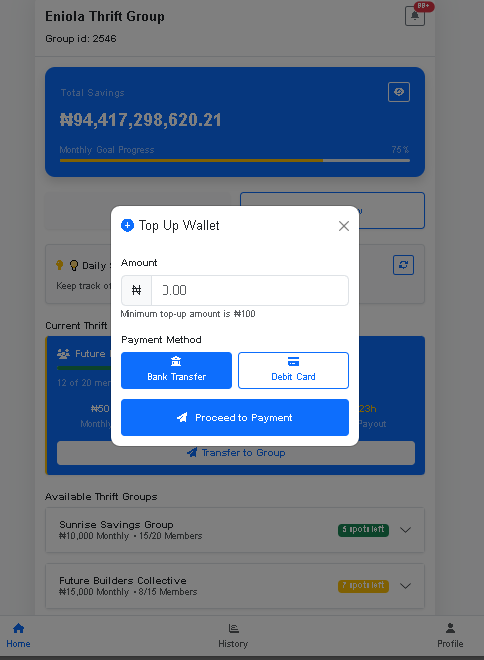 Eniola Thrift Group
99+
Group id: 2546
Total Savings
₦94,417,298,620.21
Monthly Goal Progress 75%
Top Up Wallet
Daily S
Keep track of
Amount
₦ 0.00
Minimum top-up amount is ₦100
Current Thrift
Payment Method
Future
Bank Transfer Debit Card
12 of 20 mem
₦50 23h
Monthly Payout
Proceed to Payment
Transfer to Group
Available Thrift Groups
Sunrise Savings Group
₦10,000 Monthly • 15/20 Members
5 spots left
Future Builders Collective
₦15,000 Monthly • 8/15 Members
7 spots left
Home History Profile